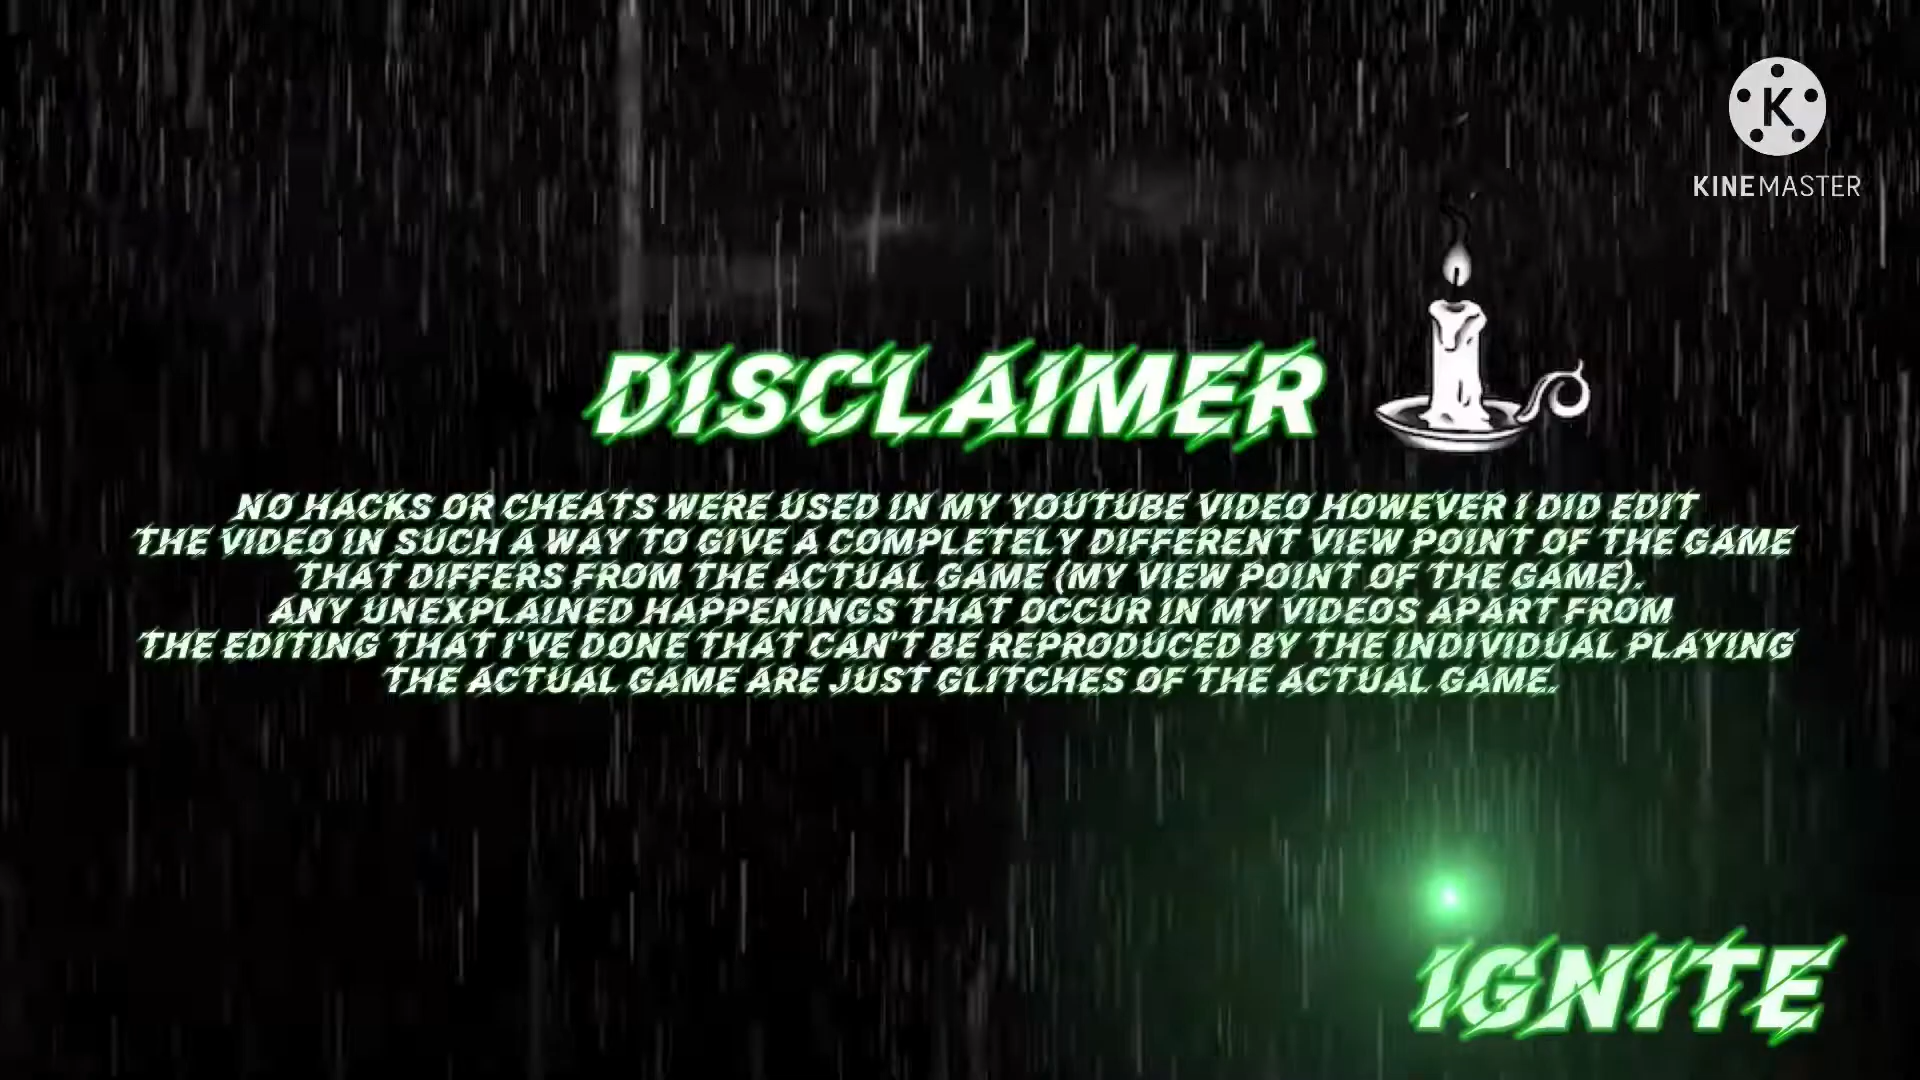 K
KINEMASTER
DISCLAIMER
NO HACKS OR CHEATS WERE USED IN MY YOUTUBE VIDEO HOWEVER I DID EDIT
THE VIDEO IN SUCH A WAY TO GIVE A COMPLETELY DIFFERENT VIEW POINT OF THE GAME
THAT DIFFERS FROM THE ACTUAL GAME (MY VIEW POINT OF THE GAME).
ANY UNEXPLAINED HAPPENINGS THAT OCCUR IN MY VIDEOS APART FROM
THE EDITING THAT I'VE DONE THAT CAN'T BE REPRODUCED BY THE INDIVIDUAL PLAYING
THE ACTUAL GAME ARE JUST GLITCHES OF THE ACTUAL GAME.
IGNITE